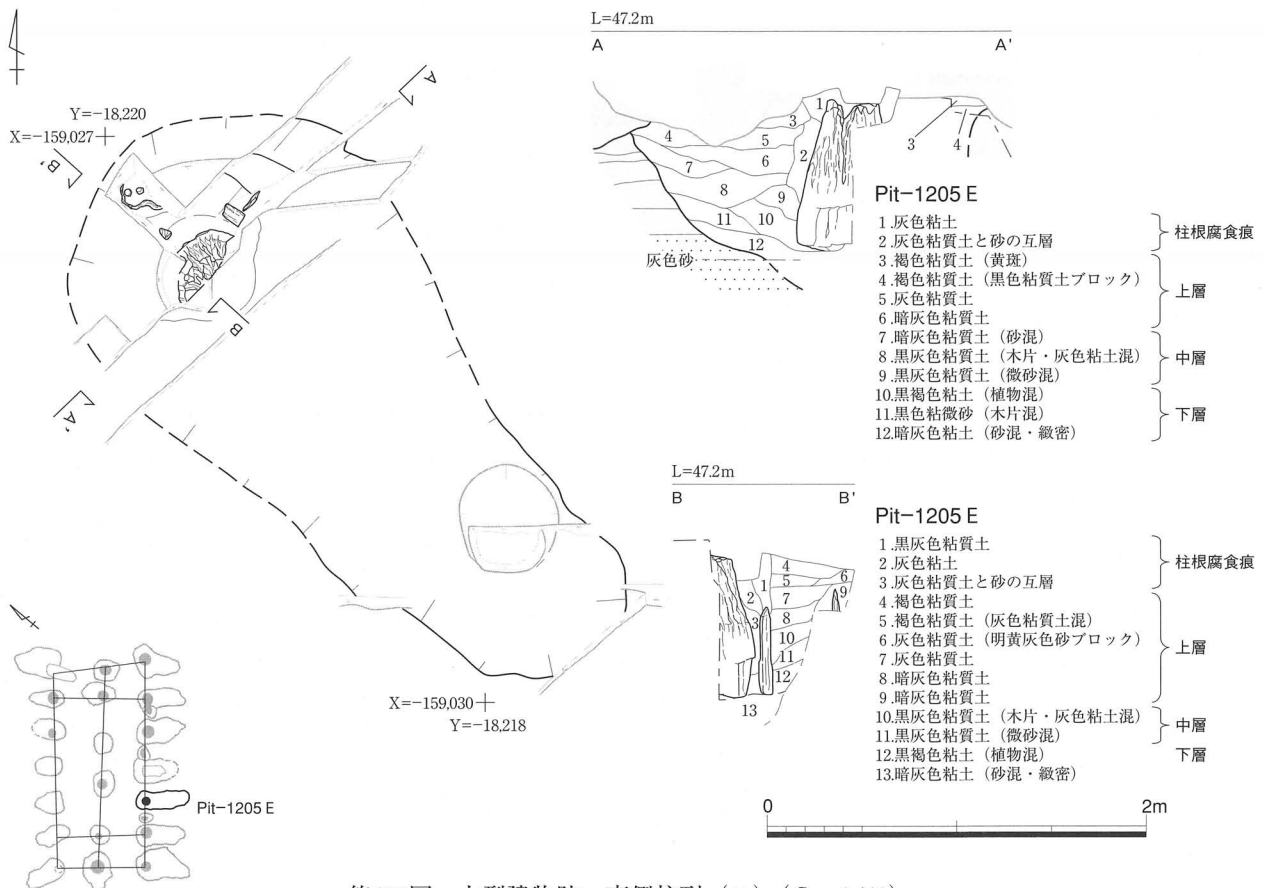 L=47.2m
A A'
Y=-18,220
X=-159,027
B'
A
B
A'
1
3
2
4
5
6
7
8
9
10
11
12
3
4
灰色砂
Pit-1205 E
1.灰色粘土
2.灰色粘質土と砂の互層
柱根腐食痕
3.褐色粘質土(黄斑)
4.褐色粘質土(黒色粘質土ブロック)
5.灰色粘質土
6.暗灰色粘質土
上層
7.暗灰色粘質土(砂混)
8.黒灰色粘質土(木片・灰色粘土混)
9.黒灰色粘質土(微砂混)
中層
10.黒褐色粘土(植物混)
11.黒色粘微砂(木片混)
12.暗灰色粘土(砂混・緻密)
下層
L=47.2m
B B'
1
2
3
4
5
6
7
8
9
10
11
12
13
Pit-1205 E
1.黒灰色粘質土
2.灰色粘土
3.灰色粘質土と砂の互層
柱根腐食痕
4.褐色粘質土
5.褐色粘質土(灰色粘質土混)
6.灰色粘質土(明黄灰色砂ブロック)
7.灰色粘質土
8.暗灰色粘質土
9.暗灰色粘質土
上層
10.黒灰色粘質土(木片・灰色粘土混)
11.黒灰色粘質土(微砂混)
中層
12.黒褐色粘土(植物混)
下層
13.暗灰色粘土(砂混・緻密)
X=-159,030
Y=-18,218
Pit-1205 E
0 2m